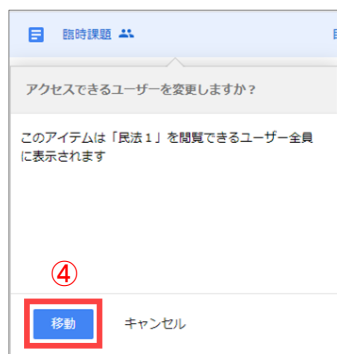 臨時課題
アクセスできるユーザーを変更しますか？
このアイテムは「民法１」を閲覧できるユーザー全員
に表示されます
④
移動 キャンセル